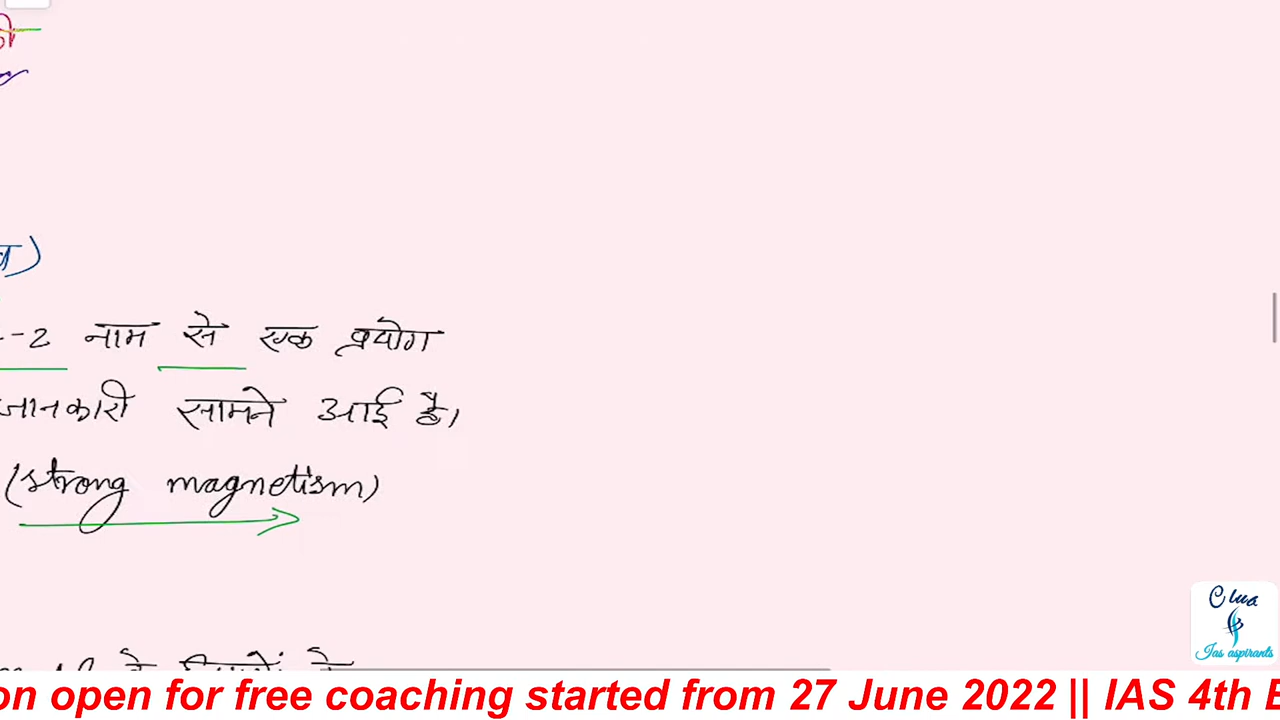 -2 नाम से एक प्रयोग
जानकारी सामने आई है।
(strong magnetism)
Clue
Ias aspirants
on open for free coaching started from 27 June 2022 || IAS 4th B